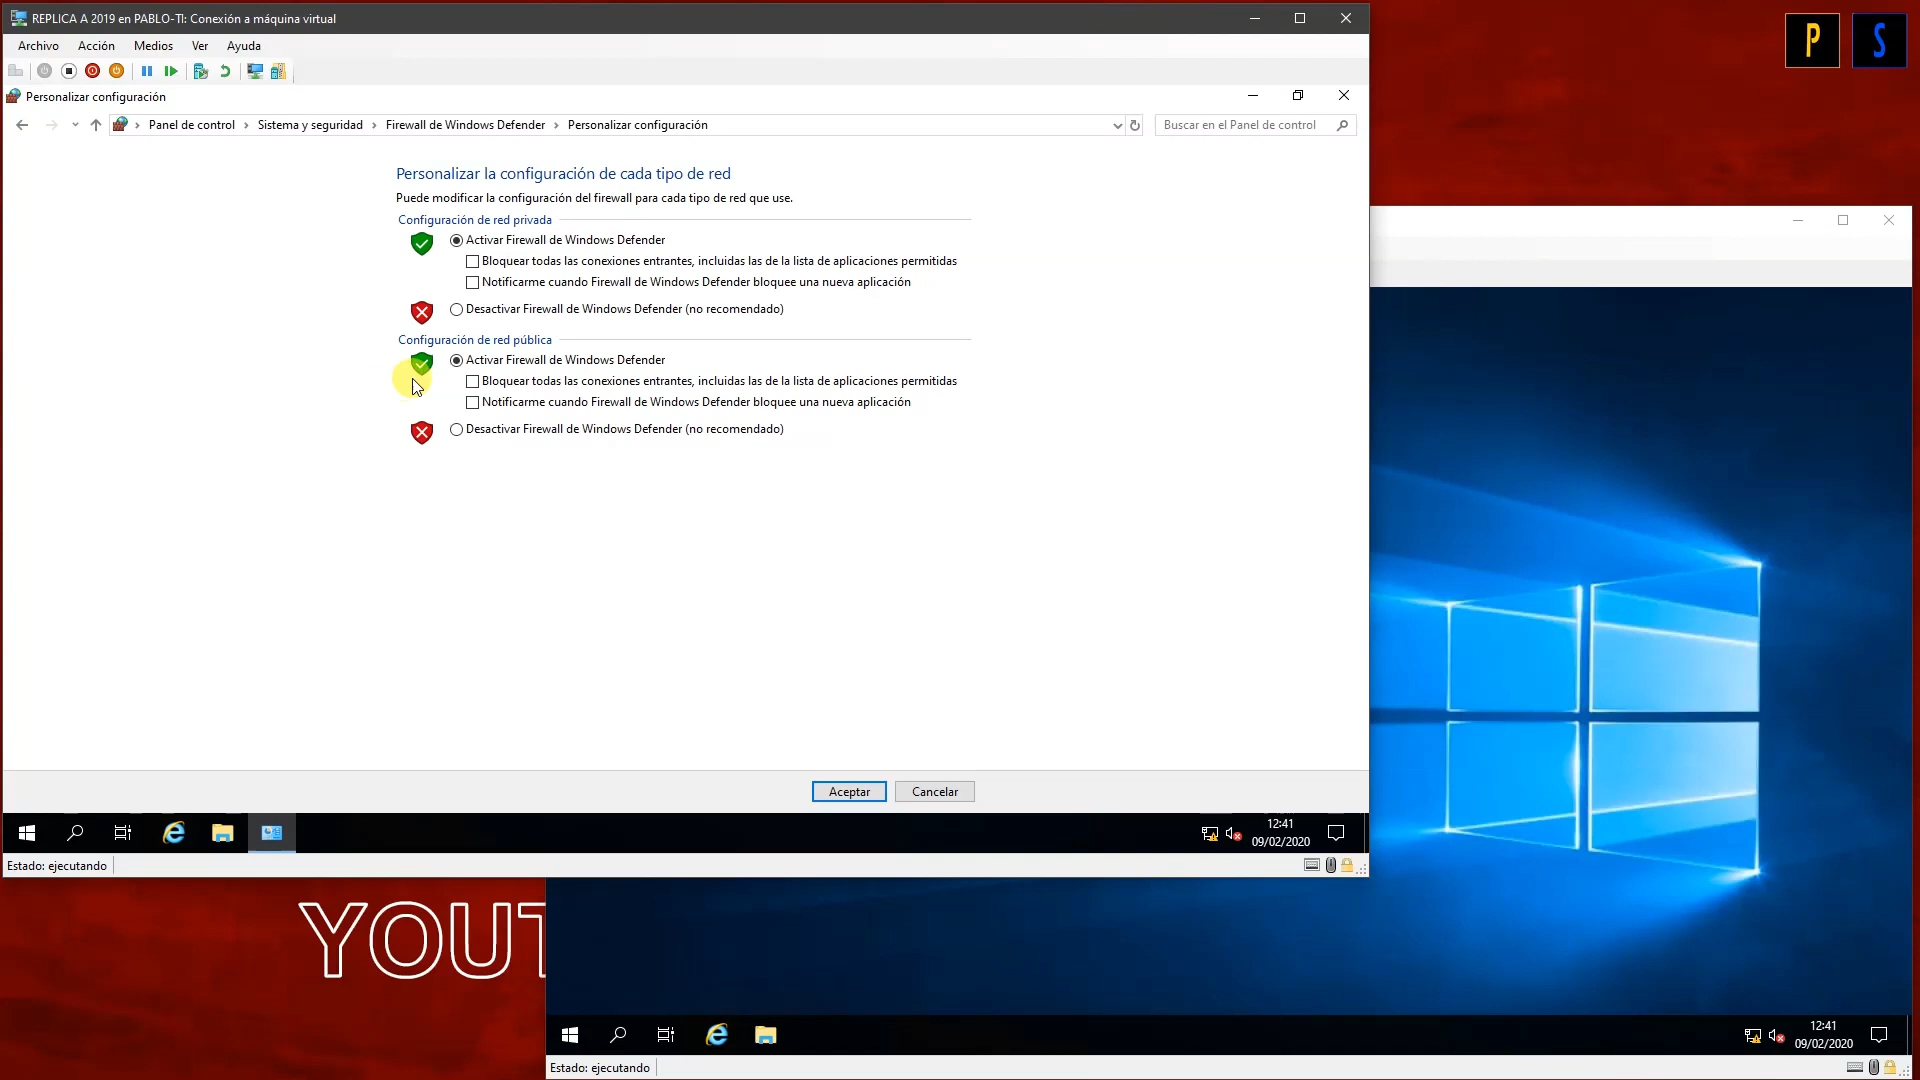 REPLICA A 2019 en PABLO-TI: Conexión a máquina virtual
Archivo Acción Medios Ver Ayuda
Personalizar configuración
Panel de control > Sistema y seguridad > Firewall de Windows Defender > Personalizar configuración
Buscar en el Panel de control
Personalizar la configuración de cada tipo de red
Puede modificar la configuración del firewall para cada tipo de red que use.
Configuración de red privada
Activar Firewall de Windows Defender
Bloquear todas las conexiones entrantes, incluidas las de la lista de aplicaciones permitidas
Notificarme cuando Firewall de Windows Defender bloquee una nueva aplicación
Desactivar Firewall de Windows Defender (no recomendado)
Configuración de red pública
Activar Firewall de Windows Defender
Bloquear todas las conexiones entrantes, incluidas las de la lista de aplicaciones permitidas
Notificarme cuando Firewall de Windows Defender bloquee una nueva aplicación
Desactivar Firewall de Windows Defender (no recomendado)
Aceptar Cancelar
12:41
09/02/2020
Estado: ejecutando
P S
YOUT
12:41
09/02/2020
Estado: ejecutando